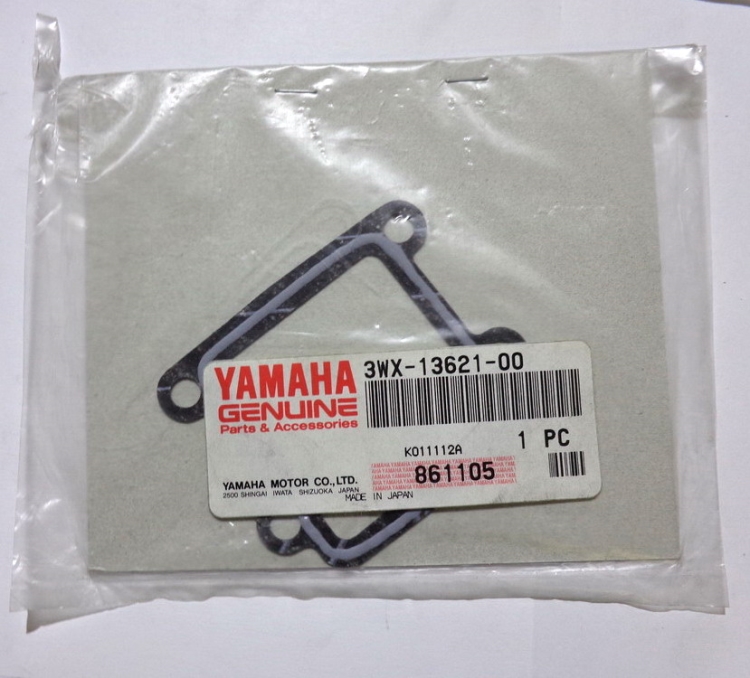 YAMAHA
GENUINE
Parts & Accessories
3WX-13621-00
K011112A
1 PC
861105
YAMAHA MOTOR CO.,LTD.
2500 SHINGAI IWATA SHIZUOKA JAPAN
MADE IN JAPAN